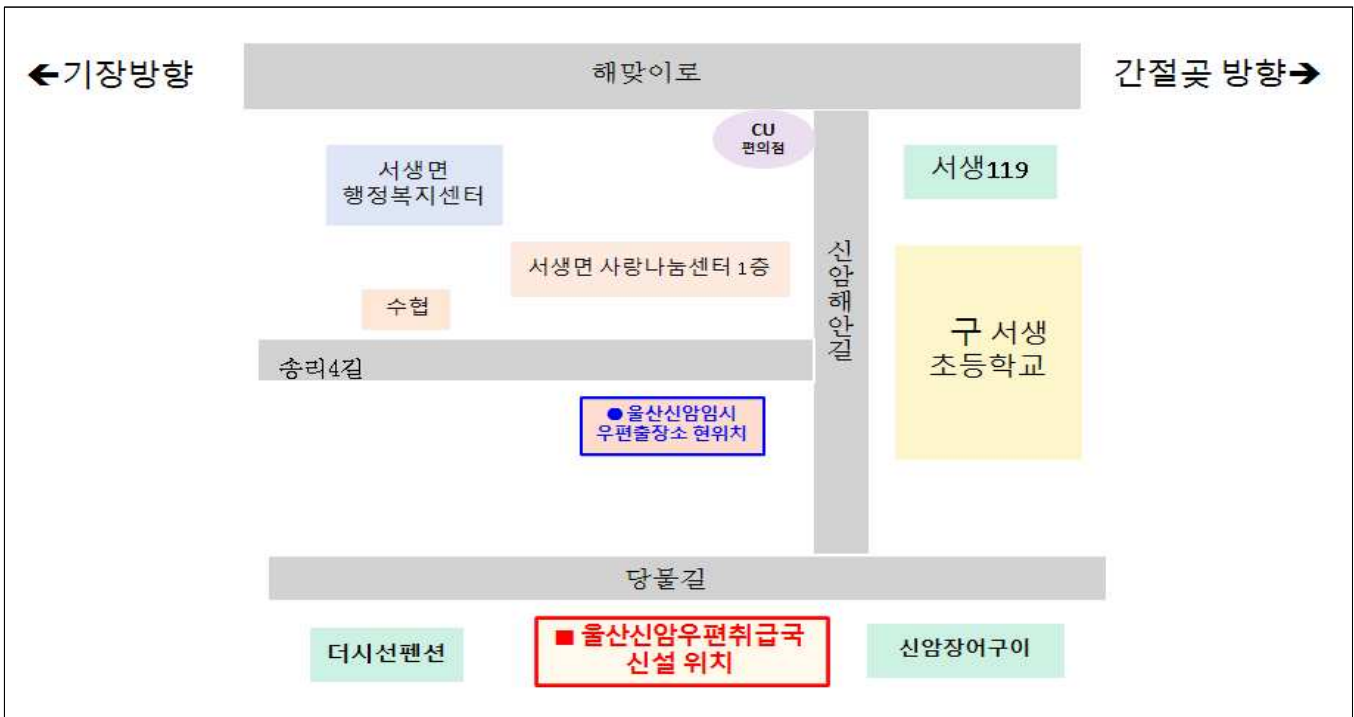 ←기장방향
해맞이로
간절곶 방향→
CU
편의점
서생면
행정복지센터
서생119
서생면 사랑나눔센터 1층
신암해안길
수협
구 서생
초등학교
송리4길
●울산신암임시
우편출장소 현위치
당물길
더시선펜션
■ 울산신암우편취급국
신설 위치
신암장어구이